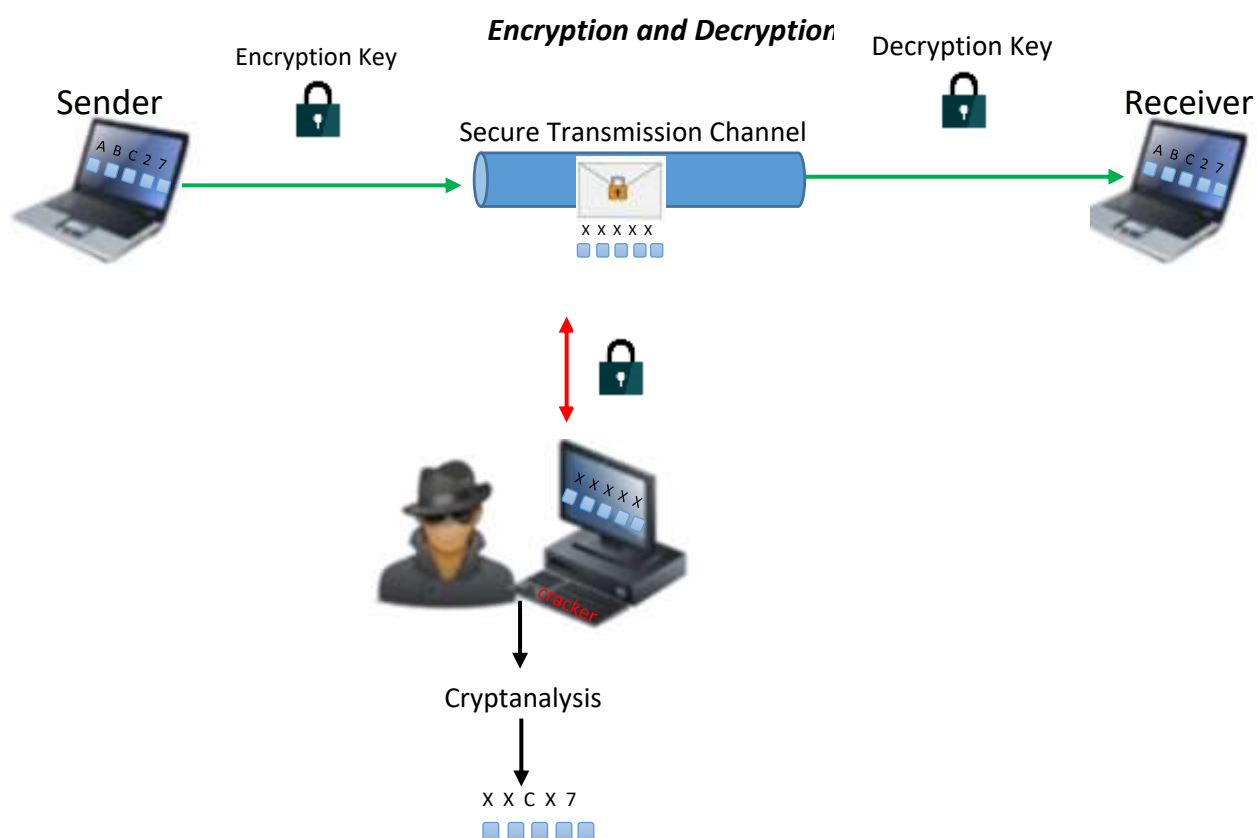 Encryption and Decryption
Encryption Key
Decryption Key
Sender
Receiver
Secure Transmission Channel
A B C 2 7
A B C 2 7
X X X X X
X X X X X
cracker
Cryptanalysis
X X C X 7